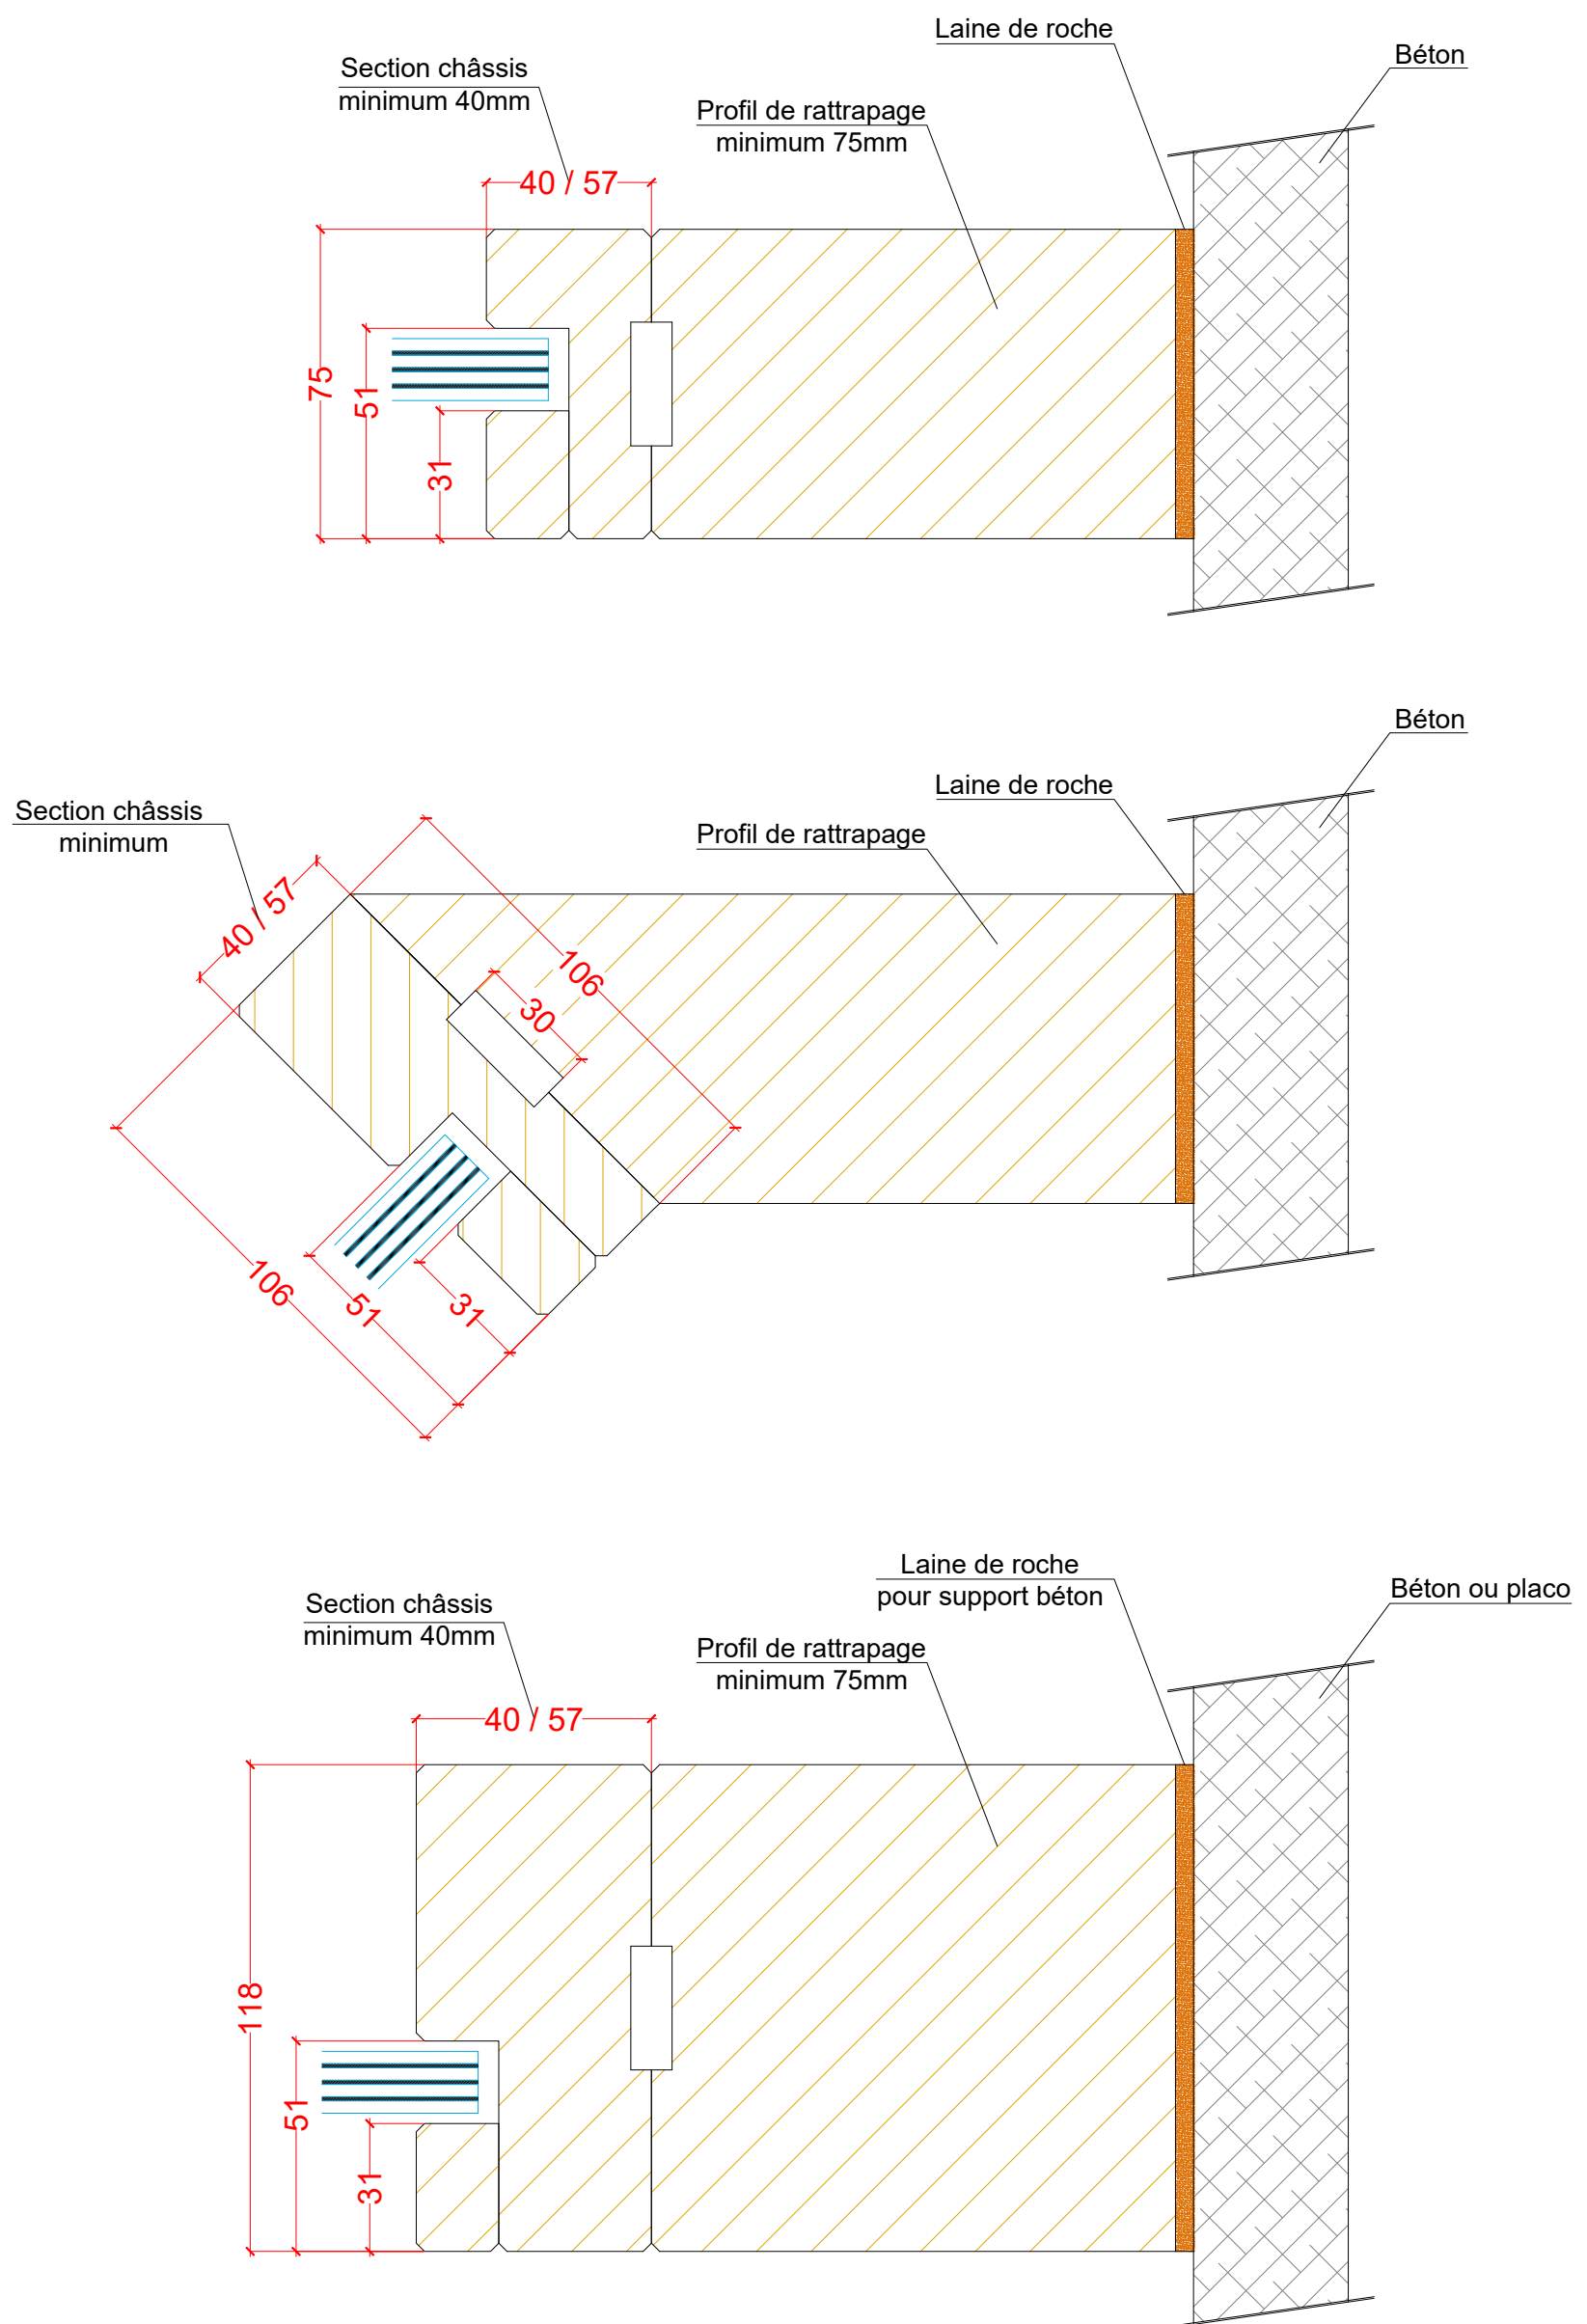 Laine de roche
Béton
Section châssis
minimum 40mm
Profil de rattrapage
minimum 75mm
40 / 57
75
51
31
Béton
Laine de roche
Section châssis
minimum
Profil de rattrapage
40 / 57
106
30
106
51
31
Laine de roche
pour support béton
Béton ou placo
Section châssis
minimum 40mm
Profil de rattrapage
minimum 75mm
40 / 57
118
51
31